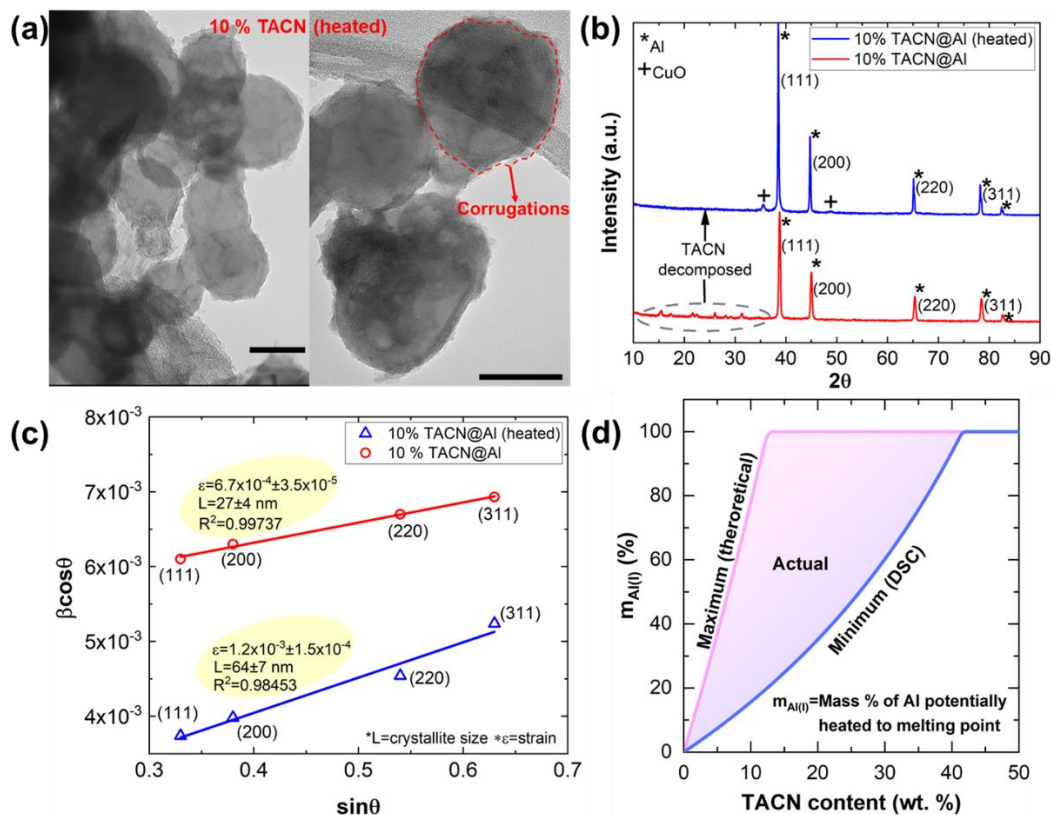 (a)
10 % TACN (heated)
Corrugations
(b)
*Al
+CuO
10% TACN@Al (heated)
10% TACN@Al
*
(111)
*
(200)
*
(220)
*
(311)
*
+
+
TACN
decomposed
*
(111)
*
(200)
*
(220)
*
(311)
*
Intensity (a.u.)
10 20 30 40 50 60 70 80 90
2θ
(c)
8x10⁻³
7x10⁻³
6x10⁻³
5x10⁻³
4x10⁻³
βcosθ
10% TACN@Al (heated)
10 % TACN@Al
ε=6.7x10⁻⁴±3.5x10⁻⁵
L=27±4 nm
R²=0.99737
(111)
(200)
(220)
(311)
ε=1.2x10⁻³±1.5x10⁻⁴
L=64±7 nm
R²=0.98453
(111)
(200)
(220)
(311)
*L=crystallite size *ε=strain
0.3 0.4 0.5 0.6 0.7
sinθ
(d)
100
80
60
40
20
0
m_Al(l) (%)
Maximum (theroretical)
Actual
Minimum (DSC)
m_Al(l)=Mass % of Al potentially
heated to melting point
0 10 20 30 40 50
TACN content (wt. %)